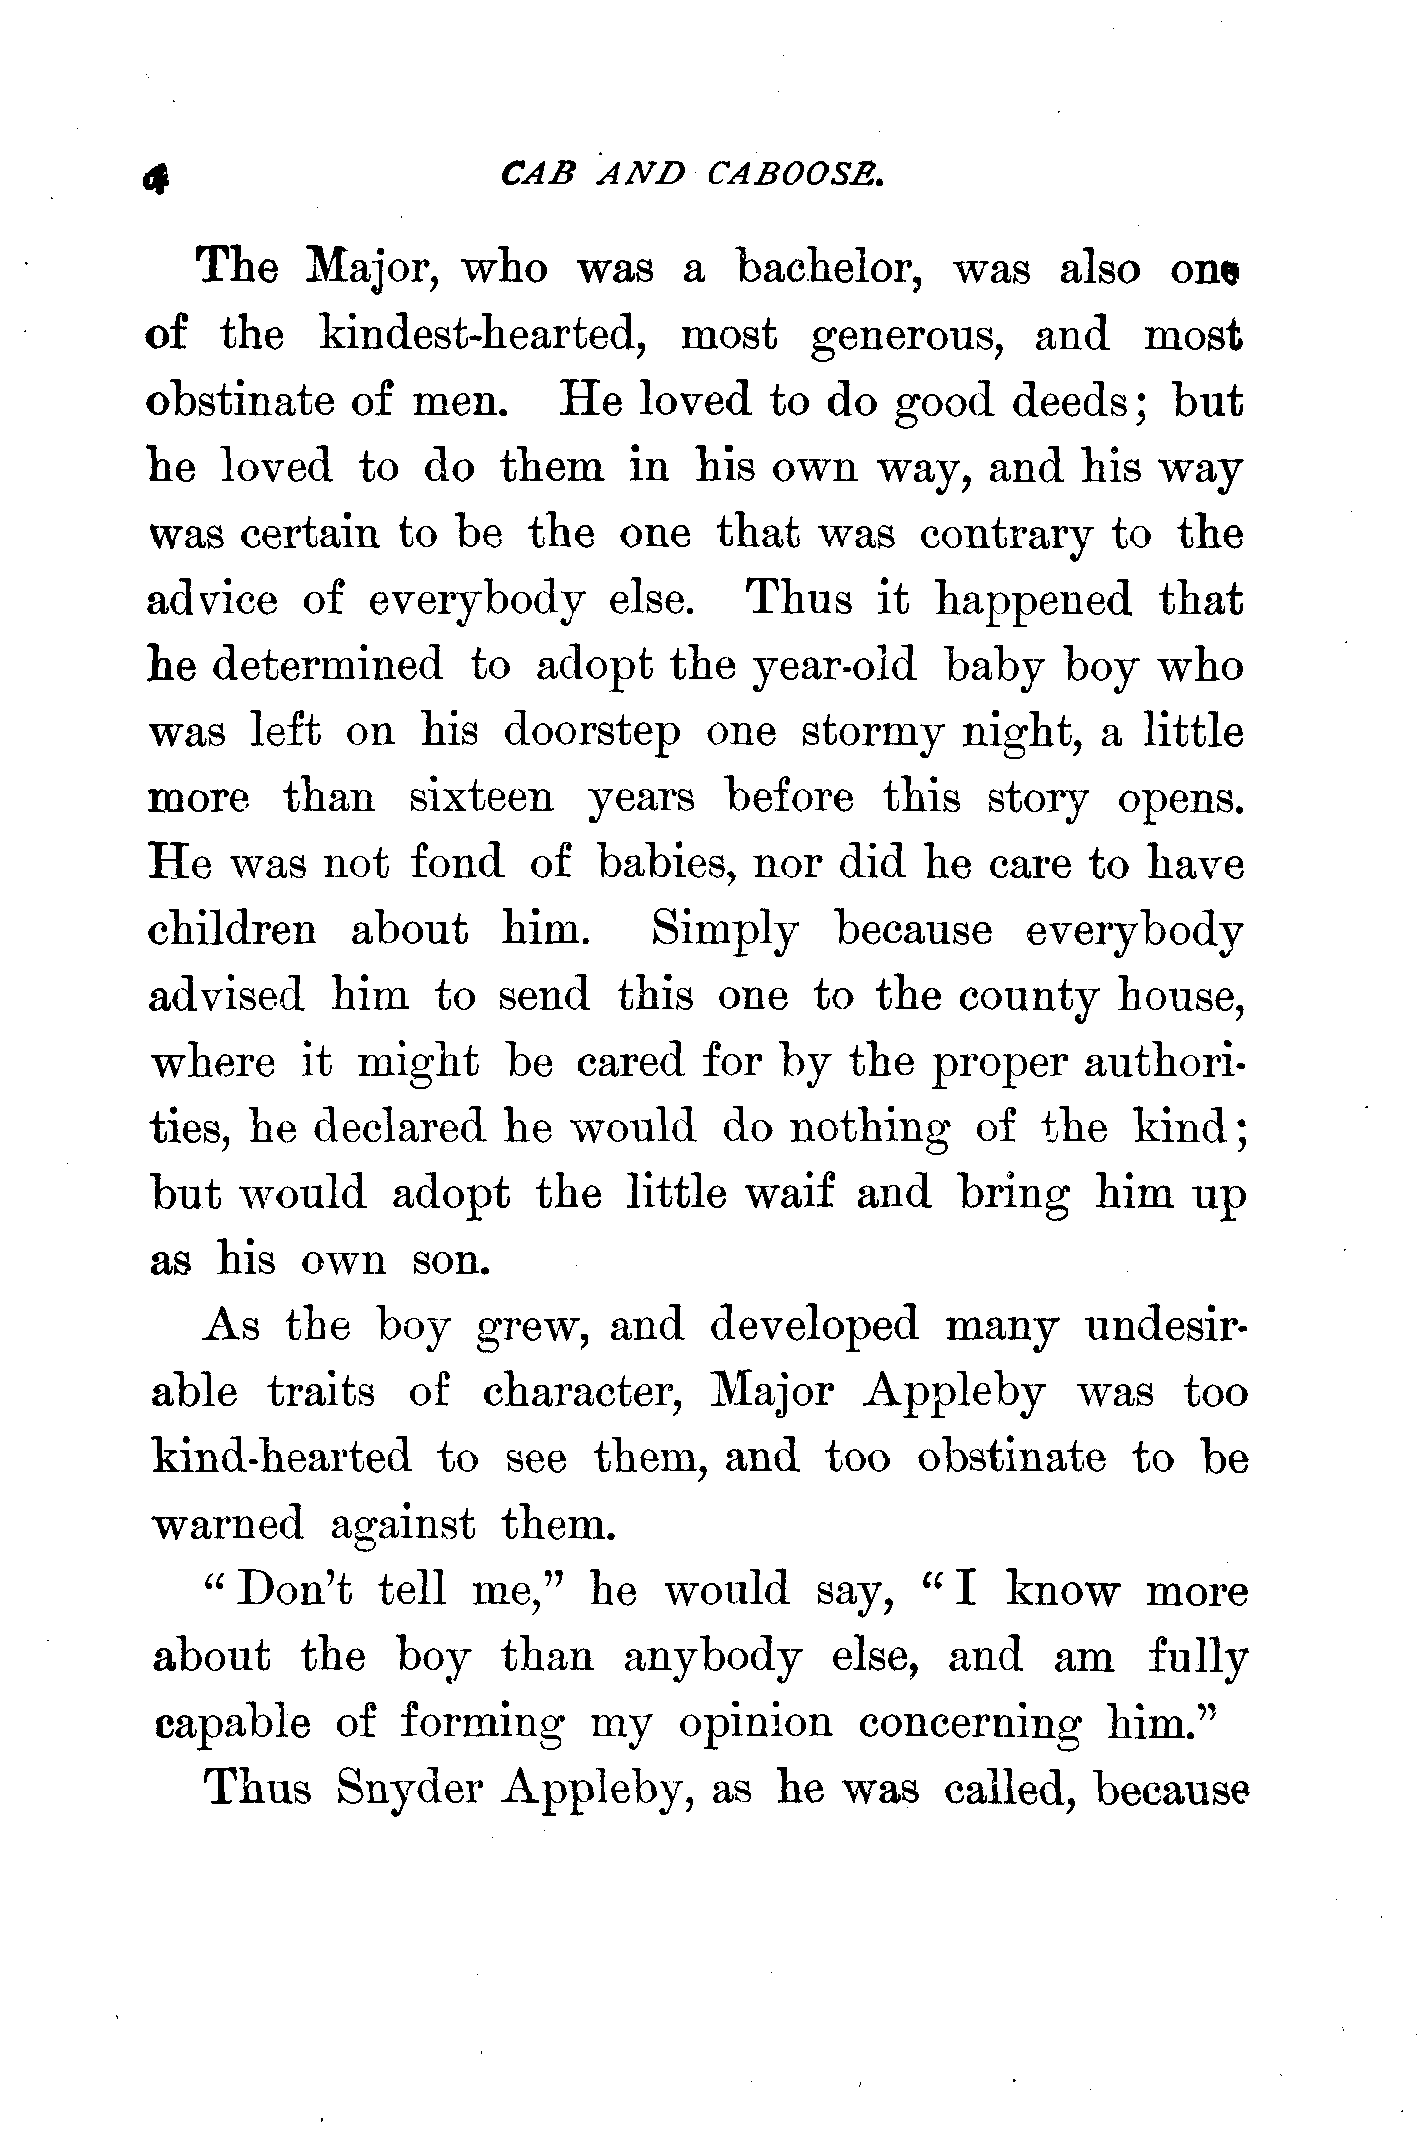 4 CAB AND CABOOSE.
The Major, who was a bachelor, was also one
of the kindest-hearted, most generous, and most
obstinate of men. He loved to do good deeds; but
he loved to do them in his own way, and his way
was certain to be the one that was contrary to the
advice of everybody else. Thus it happened that
he determined to adopt the year-old baby boy who
was left on his doorstep one stormy night, a little
more than sixteen years before this story opens.
He was not fond of babies, nor did he care to have
children about him. Simply because everybody
advised him to send this one to the county house,
where it might be cared for by the proper authori-
ties, he declared he would do nothing of the kind;
but would adopt the little waif and bring him up
as his own son.
As the boy grew, and developed many undesir-
able traits of character, Major Appleby was too
kind-hearted to see them, and too obstinate to be
warned against them.
"Don't tell me," he would say, "I know more
about the boy than anybody else, and am fully
capable of forming my opinion concerning him."
Thus Snyder Appleby, as he was called, because